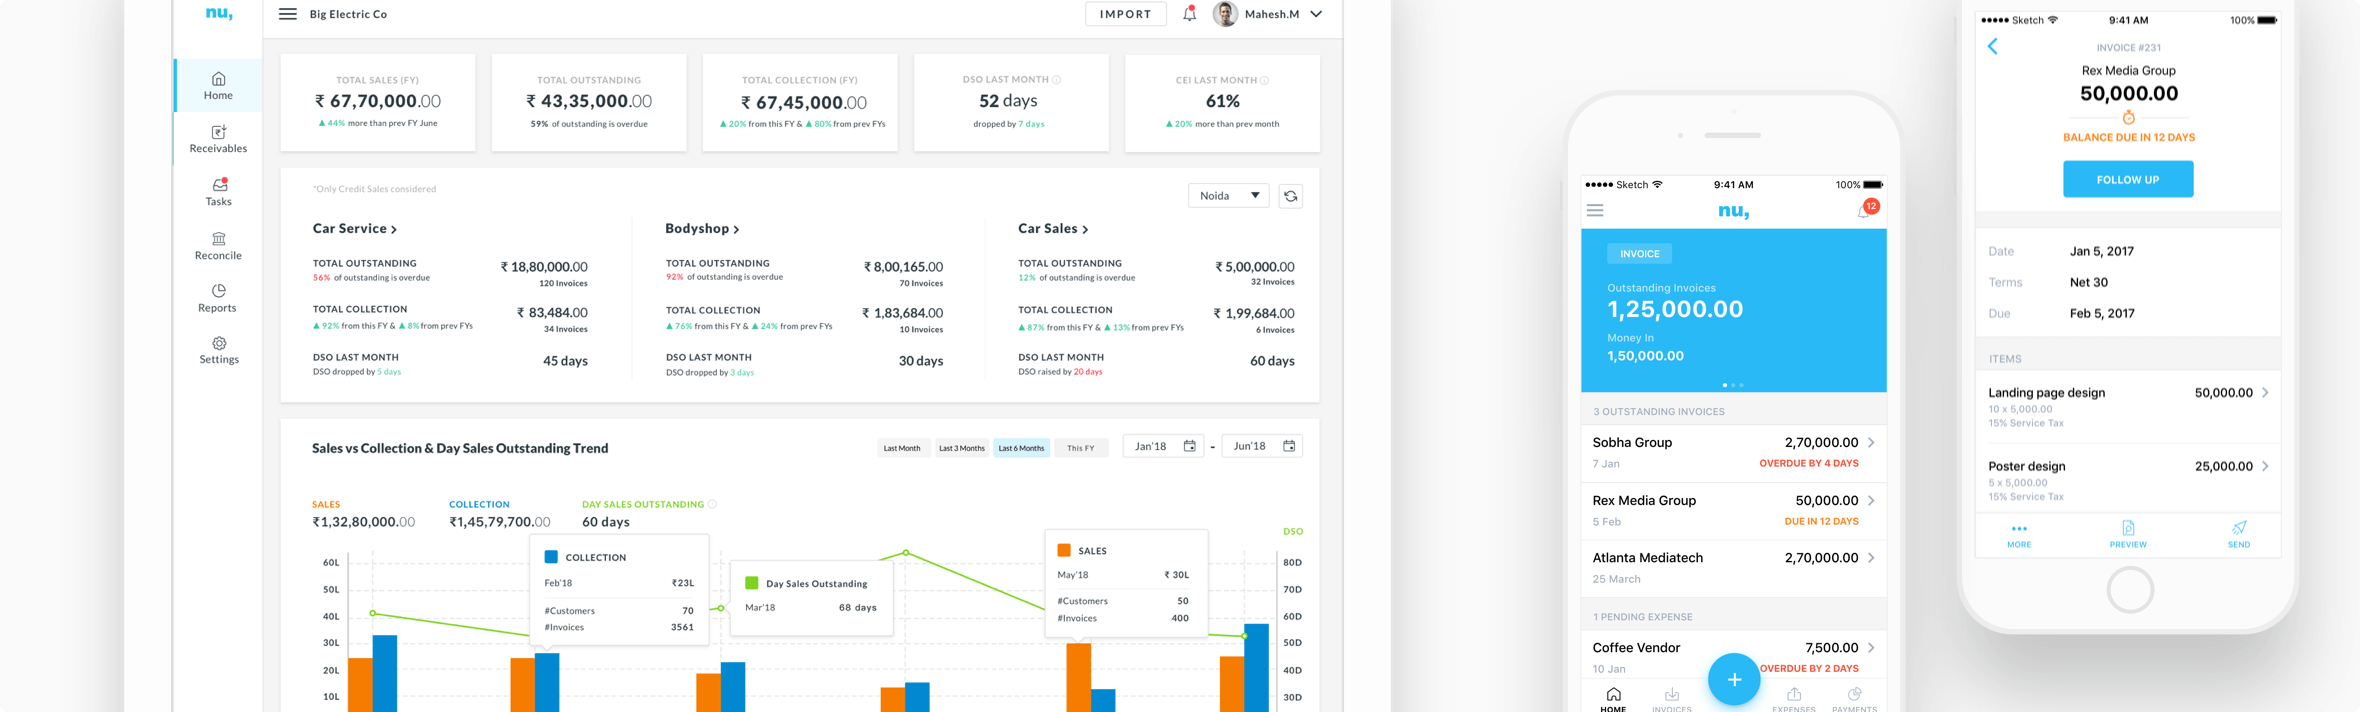 nu,
Big Electric Co
IMPORT
Mahesh.M
Home
Receivables
Tasks
Reconcile
Reports
Settings
TOTAL SALES (FY)
₹ 67,70,000.00
▲ 44% more than prev FY June
TOTAL OUTSTANDING
₹ 43,35,000.00
59% of outstanding is overdue
TOTAL COLLECTION (FY)
₹ 67,45,000.00
▲ 20% from this FY & ▲ 80% from prev FYs
DSO LAST MONTH
52 days
dropped by 7 days
CEI LAST MONTH
61%
▲ 20% more than prev month
*Only Credit Sales considered
Noida
Car Service >
TOTAL OUTSTANDING
₹ 18,80,000.00
56% of outstanding is overdue
120 Invoices
TOTAL COLLECTION
₹ 83,484.00
▲ 92% from this FY & ▲ 8% from prev FYs
34 Invoices
DSO LAST MONTH
45 days
DSO dropped by 5 days
Bodyshop >
TOTAL OUTSTANDING
₹ 8,00,165.00
92% of outstanding is overdue
70 Invoices
TOTAL COLLECTION
₹ 1,83,684.00
▲ 76% from this FY & ▲ 24% from prev FYs
10 Invoices
DSO LAST MONTH
30 days
DSO dropped by 3 days
Car Sales >
TOTAL OUTSTANDING
₹ 5,00,000.00
12% of outstanding is overdue
32 Invoices
TOTAL COLLECTION
₹ 1,99,684.00
▲ 87% from this FY & ▲ 13% from prev FYs
6 Invoices
DSO LAST MONTH
60 days
DSO raised by 20 days
Sales vs Collection & Day Sales Outstanding Trend
Last Month
Last 3 Months
Last 6 Months
This FY
Jan'18
-
Jun'18
SALES
₹1,32,80,000.00
COLLECTION
₹1,45,79,700.00
DAY SALES OUTSTANDING
60 days
DSO
60L
50L
40L
30L
20L
10L
COLLECTION
Feb'18 ₹23L
#Customers 70
#Invoices 3561
Day Sales Outstanding
Mar'18 68 days
SALES
May'18 ₹ 30L
#Customers 50
#Invoices 400
80D
70D
60D
50D
40D
30D
Sketch
9:41 AM
100%
nu,
12
INVOICE
Outstanding Invoices
1,25,000.00
Money In
1,50,000.00
3 OUTSTANDING INVOICES
Sobha Group 2,70,000.00
7 Jan OVERDUE BY 4 DAYS
Rex Media Group 50,000.00
5 Feb DUE IN 12 DAYS
Atlanta Mediatech 2,70,000.00
25 March
1 PENDING EXPENSE
Coffee Vendor 7,500.00
10 Jan OVERDUE BY 2 DAYS
+
HOME
INVOICES
EXPENSES
PAYMENTS
Sketch
9:41 AM
100%
INVOICE #231
Rex Media Group
50,000.00
BALANCE DUE IN 12 DAYS
FOLLOW UP
Date Jan 5, 2017
Terms Net 30
Due Feb 5, 2017
ITEMS
Landing page design 50,000.00
10 x 5,000.00
15% Service Tax
Poster design 25,000.00
5 x 5,000.00
15% Service Tax
MORE
PREVIEW
SEND